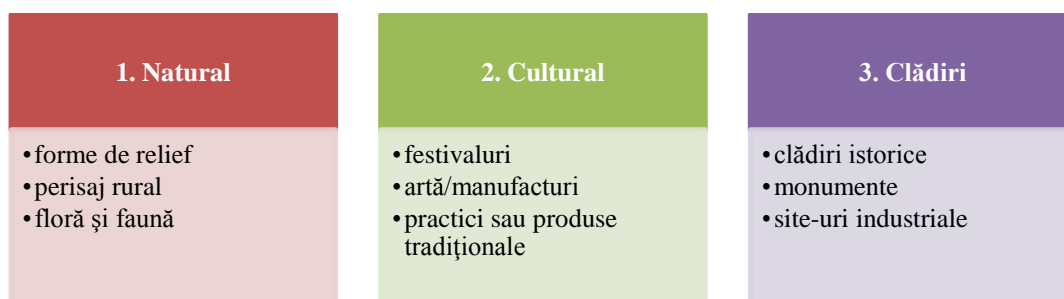 1. Natural
•forme de relief
•perisaj rural
•floră şi faună
2. Cultural
•festivaluri
•artă/manufacturi
•practici sau produse
tradiţionale
3. Clădiri
•clădiri istorice
•monumente
•site-uri industriale